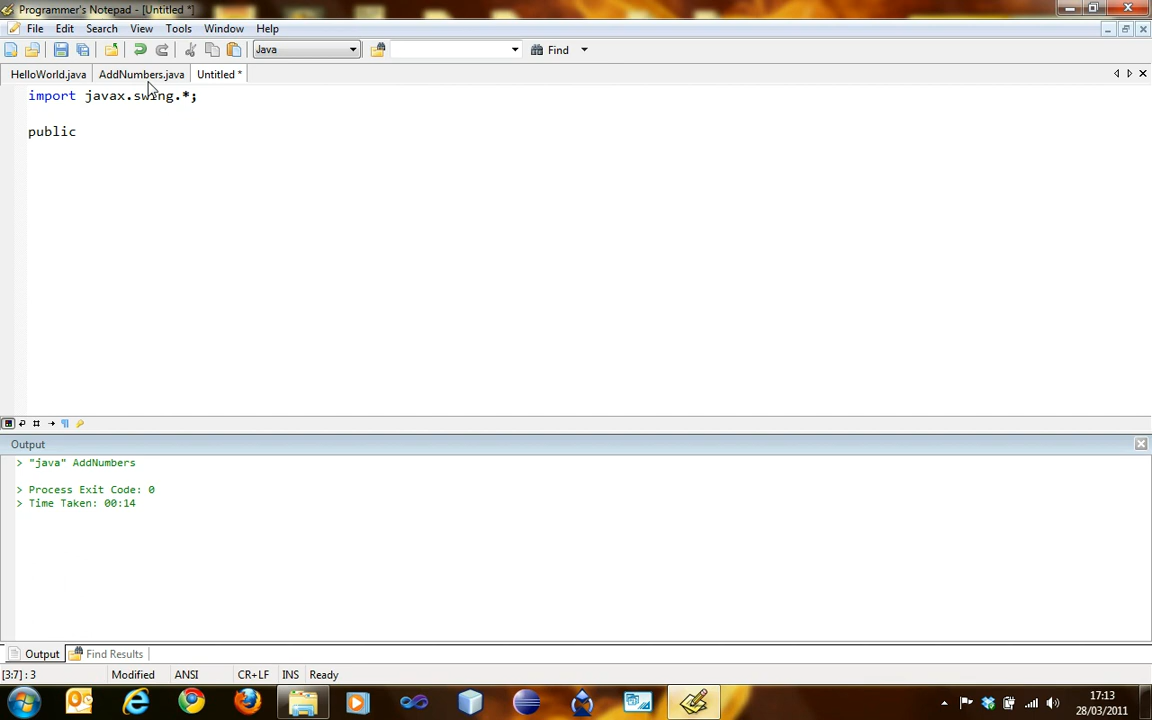 Programmer's Notepad - [Untitled *]
File Edit Search View Tools Window Help
Java Find
HelloWorld.java AddNumbers.java Untitled *
import javax.swing.*;
public
Output
> "java" AddNumbers
> Process Exit Code: 0
> Time Taken: 00:14
Output Find Results
[3:7] : 3 Modified ANSI CR+LF INS Ready
17:13
28/03/2011